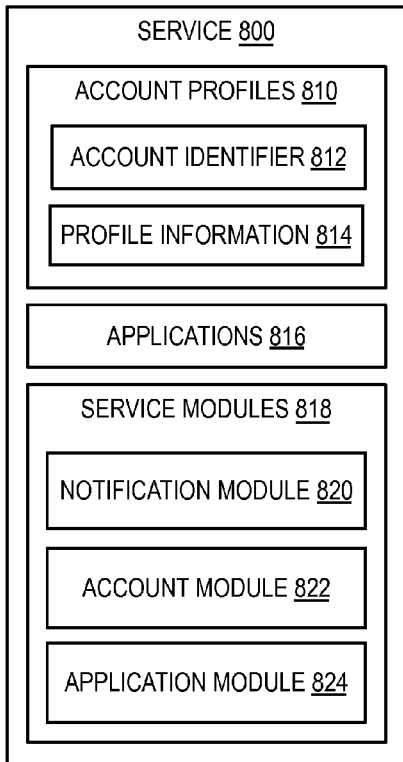 SERVICE 800
ACCOUNT PROFILES 810
ACCOUNT IDENTIFIER 812
PROFILE INFORMATION 814
APPLICATIONS 816
SERVICE MODULES 818
NOTIFICATION MODULE 820
ACCOUNT MODULE 822
APPLICATION MODULE 824